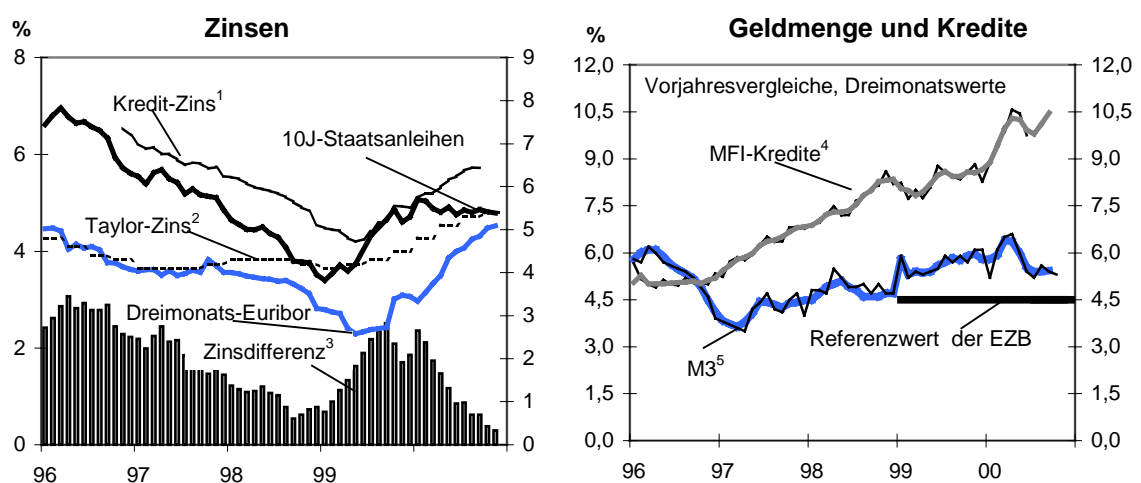 Zinsen
%
8
6
4
2
0
9
8
7
6
5
4
3
2
1
0
Kredit-Zins¹
10J-Staatsanleihen
Taylor-Zins²
Dreimonats-Euribor
Zinsdifferenz³
96 97 98 99
Geldmenge und Kredite
%
12,0
10,5
9,0
7,5
6,0
4,5
3,0
1,5
0,0
12,0
10,5
9,0
7,5
6,0
4,5
3,0
1,5
0,0
Vorjahresvergleiche, Dreimonatswerte
MFI-Kredite⁴
Referenzwert der EZB
M3⁵
96 97 98 99 00